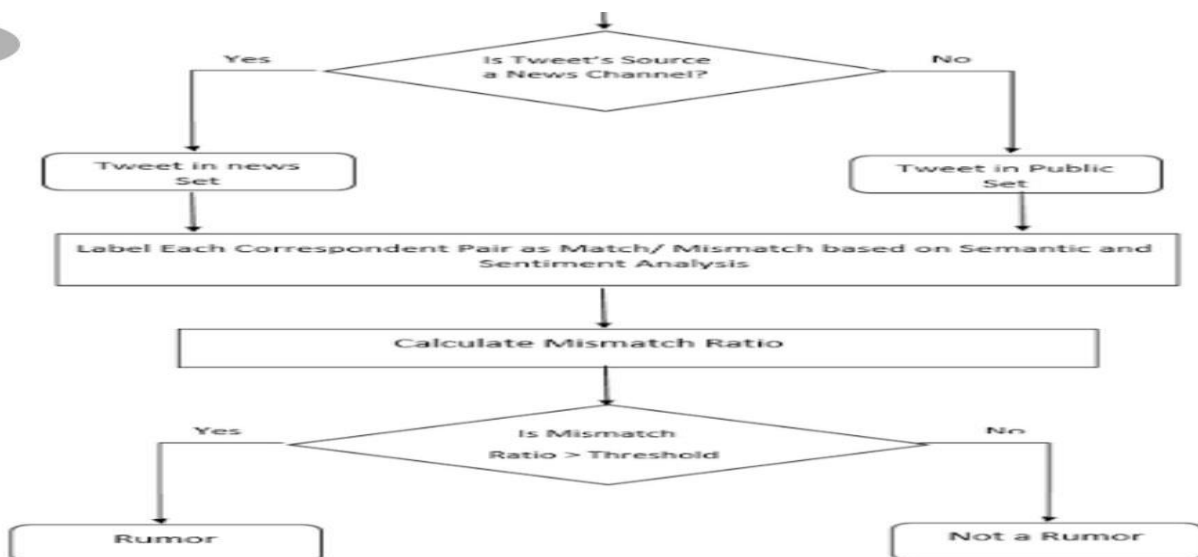 Is Tweet's Source
a News Channel?
Yes
No
Tweet in news
Set
Tweet in Public
Set
Label Each Correspondent Pair as Match/ Mismatch based on Semantic and
Sentiment Analysis
Calculate Mismatch Ratio
Is Mismatch
Ratio > Threshold
Yes
No
Rumor
Not a Rumor